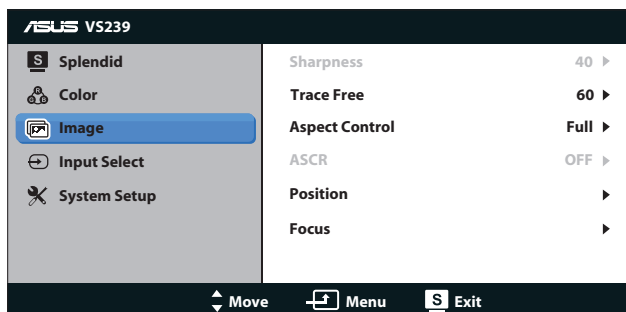 ASUS VS239
S Splendid
R G B Color
Image
Input Select
System Setup
Sharpness 40
Trace Free 60
Aspect Control Full
ASCR OFF
Position
Focus
Move Menu S Exit